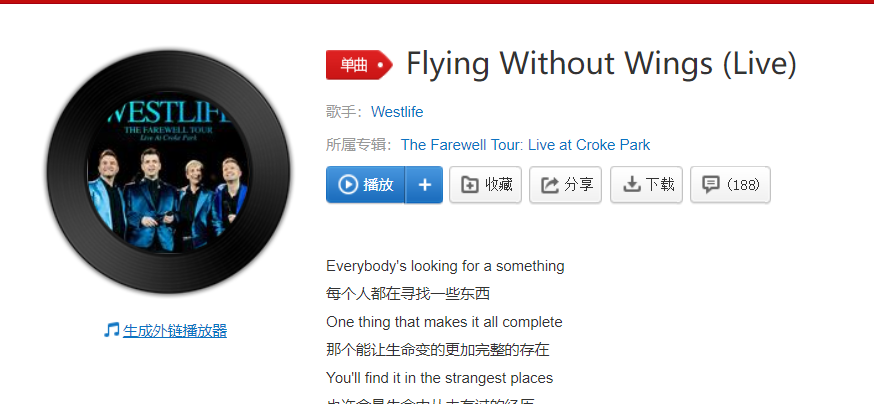 WESTLIFE
THE FAREWELL TOUR
Live At Croke Park
生成外链播放器
单曲
Flying Without Wings (Live)
歌手：Westlife
所属专辑：The Farewell Tour: Live at Croke Park
播放 + 收藏 分享 下载 (188)
Everybody's looking for a something
每个人都在寻找一些东西
One thing that makes it all complete
那个能让生命变的更加完整的存在
You'll find it in the strangest places